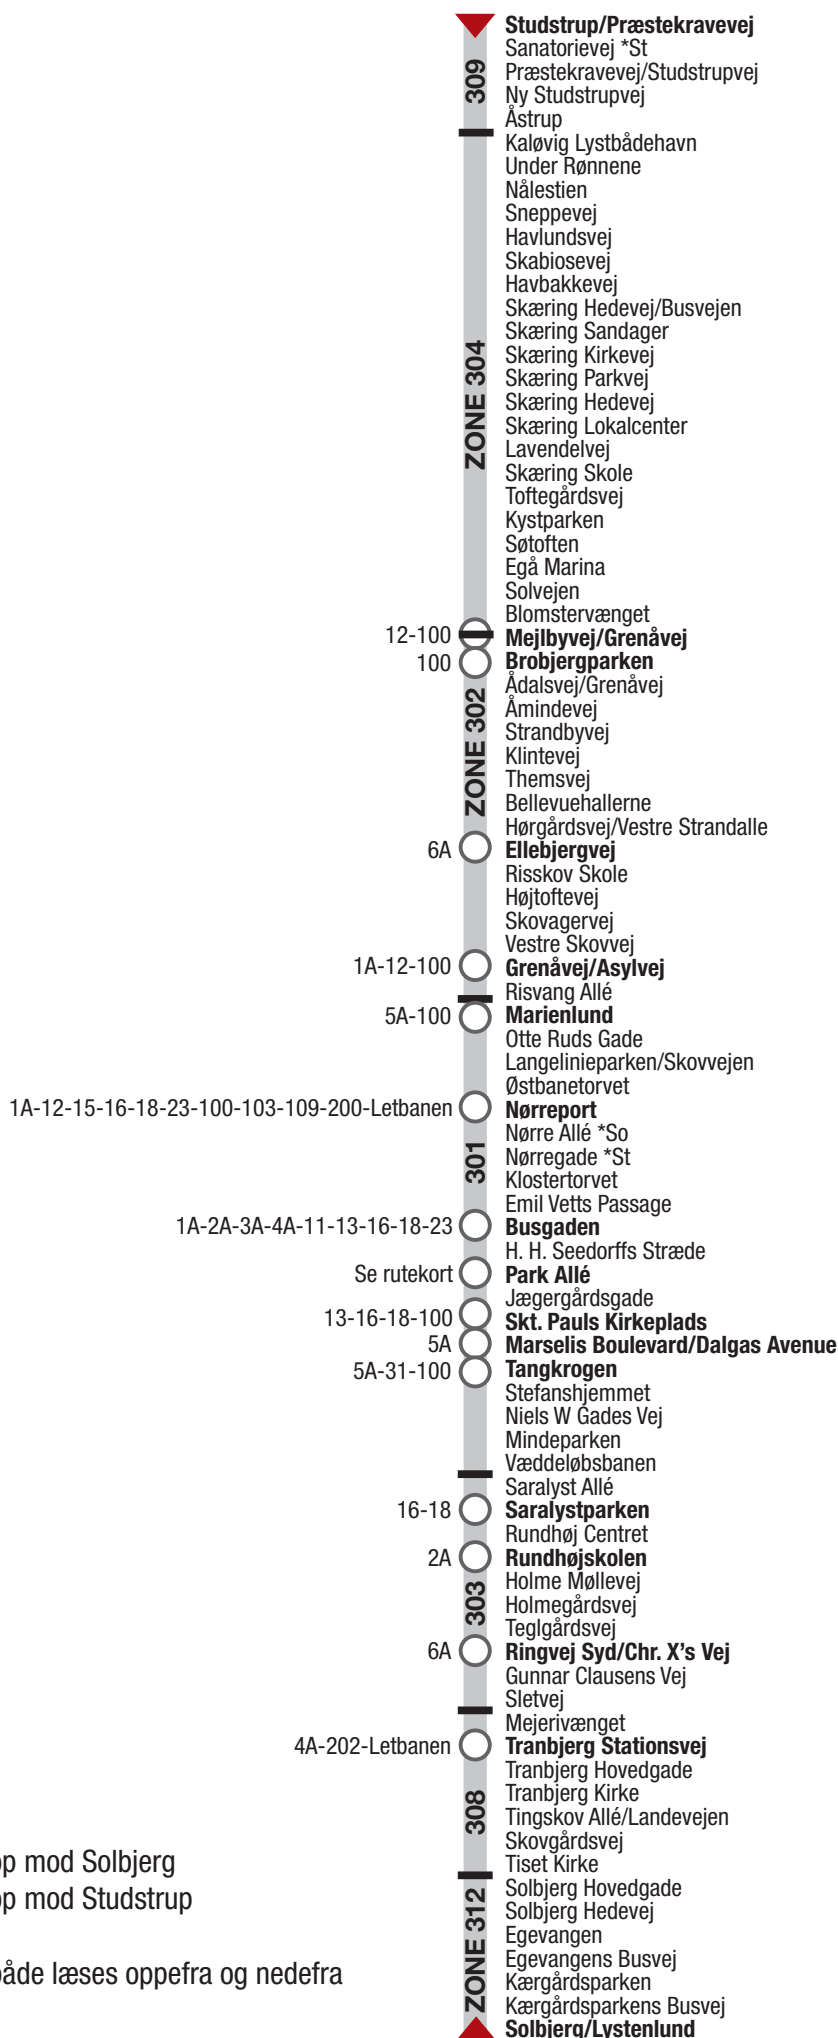 Studstrup/Præstekravevej
Sanatorievej *St
309
Præstekravevej/Studstrupvej
Ny Studstrupvej
Åstrup
Kaløvig Lystbådehavn
Under Rønnene
Nålestien
Sneppevej
Havlundsvej
Skabiosevej
Havbakkevej
Skæring Hedevej/Busvejen
Skæring Sandager
ZONE 304
Skæring Kirkevej
Skæring Parkvej
Skæring Hedevej
Skæring Lokalcenter
Lavendelvej
Skæring Skole
Toftegårdsvej
Kystparken
Søtoften
Egå Marina
Solvejen
Blomstervænget
12-100 Mejlbyvej/Grenåvej
100 Brobjergparken
Ådalsvej/Grenåvej
Åmindevej
Strandbyvej
ZONE 302
Klintevej
Themsvej
Bellevuehallerne
Hørgårdsvej/Vestre Strandalle
6A Ellebjergvej
Risskov Skole
Højtoftevej
Skovagervej
Vestre Skovvej
1A-12-100 Grenåvej/Asylvej
Risvang Allé
5A-100 Marienlund
Otte Ruds Gade
Langelinieparken/Skovvejen
Østbanetorvet
1A-12-15-16-18-23-100-103-109-200-Letbanen Nørreport
Nørre Allé *So
301
Nørregade *St
Klostertorvet
Emil Vetts Passage
1A-2A-3A-4A-11-13-16-18-23 Busgaden
H. H. Seedorffs Stræde
Se rutekort Park Allé
Jægergårdsgade
13-16-18-100 Skt. Pauls Kirkeplads
5A Marselis Boulevard/Dalgas Avenue
5A-31-100 Tangkrogen
Stefanshjemmet
Niels W Gades Vej
Mindeparken
Væddeløbsbanen
Saralyst Allé
16-18 Saralystparken
Rundhøj Centret
2A Rundhøjskolen
Holme Møllevej
303
Holmegårdsvej
Teglgårdsvej
6A Ringvej Syd/Chr. X's Vej
Gunnar Clausens Vej
Sletvej
Mejerivænget
4A-202-Letbanen Tranbjerg Stationsvej
Tranbjerg Hovedgade
Tranbjerg Kirke
308
Tingskov Allé/Landevejen
Skovgårdsvej
Tiset Kirke
Solbjerg Hovedgade
Solbjerg Hedevej
ZONE 312
Egevangen
Egevangens Busvej
Kærgårdsparken
Kærgårdsparkens Busvej
Solbjerg/Lystenlund
op mod Solbjerg
op mod Studstrup
både læses oppefra og nedefra